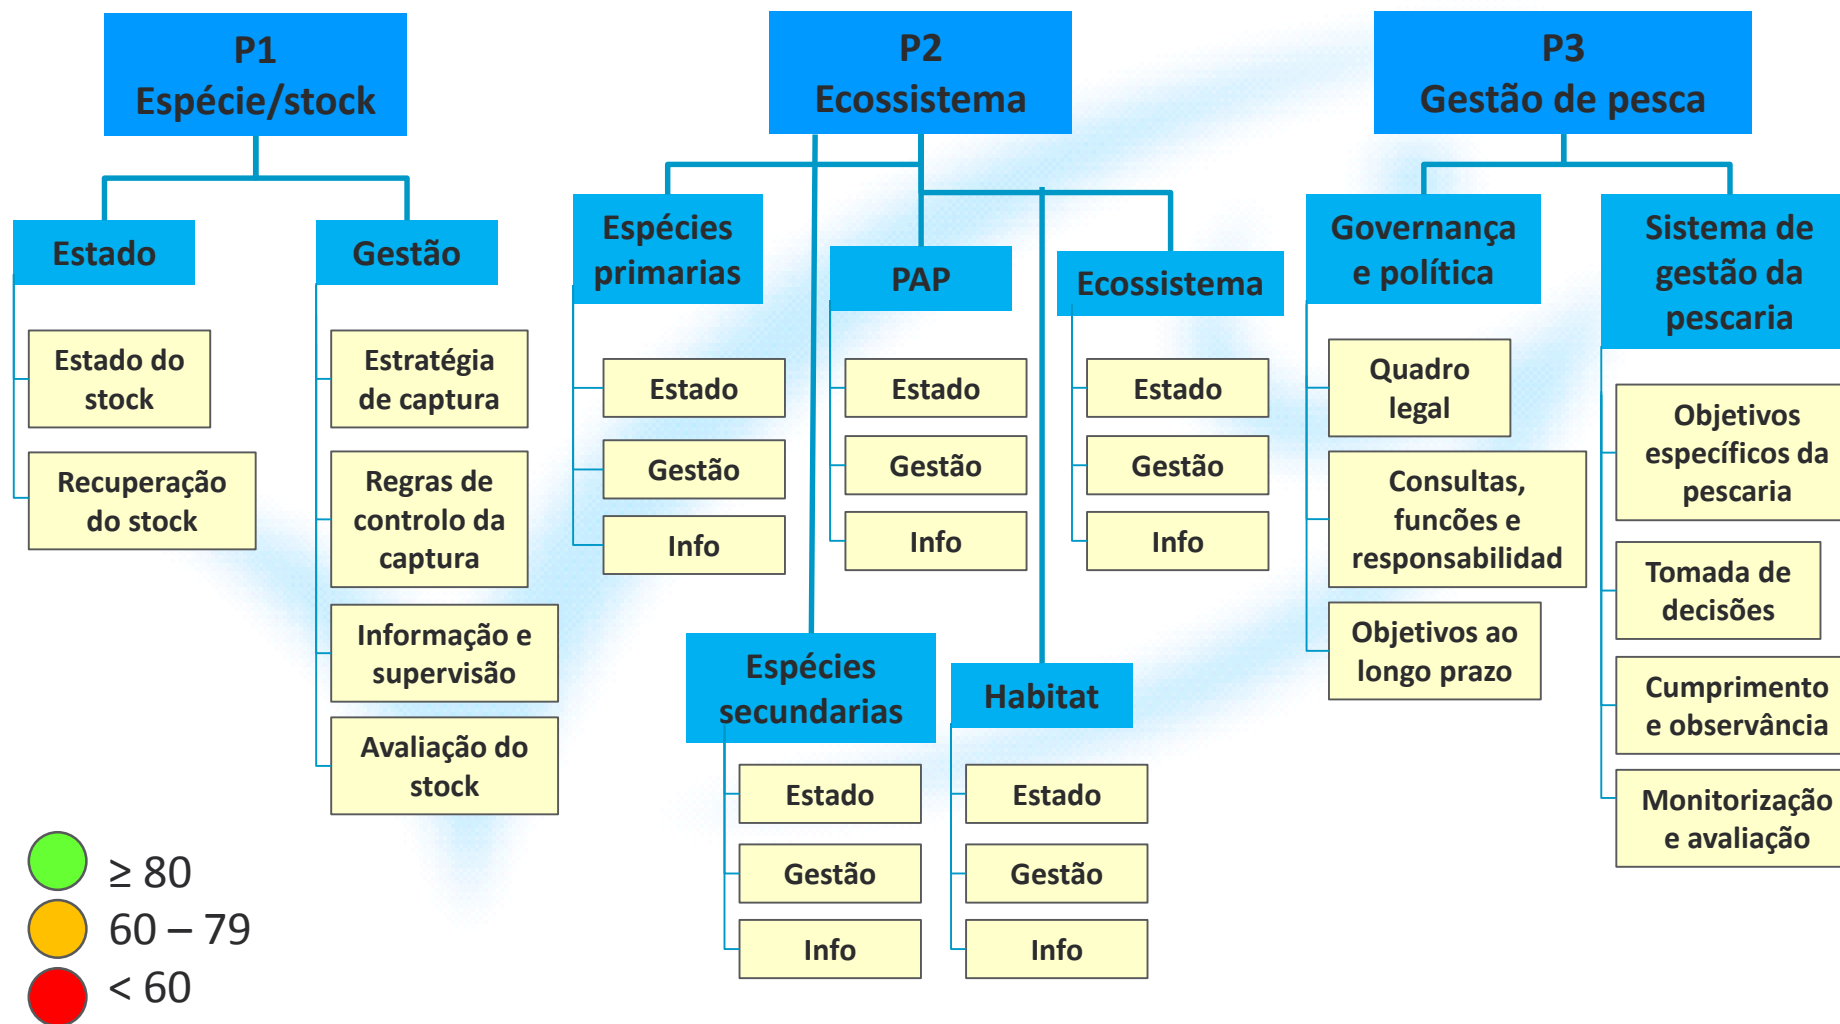 P1
Espécie/stock
Estado
Estado do
stock
Recuperação
do stock
Gestão
Estratégia
de captura
Regras de
controlo da
captura
Informação e
supervisão
Avaliação do
stock
P2
Ecossistema
Espécies
primarias
Estado
Gestão
Info
PAP
Estado
Gestão
Info
Ecossistema
Estado
Gestão
Info
Espécies
secundarias
Estado
Gestão
Info
Habitat
Estado
Gestão
Info
P3
Gestão de pesca
Governança
e política
Quadro
legal
Consultas,
funcões e
responsabilidad
Objetivos ao
longo prazo
Sistema de
gestão da
pescaria
Objetivos
específicos da
pescaria
Tomada de
decisões
Cumprimento
e observância
Monitorização
e avaliação
≥ 80
60 – 79
< 60